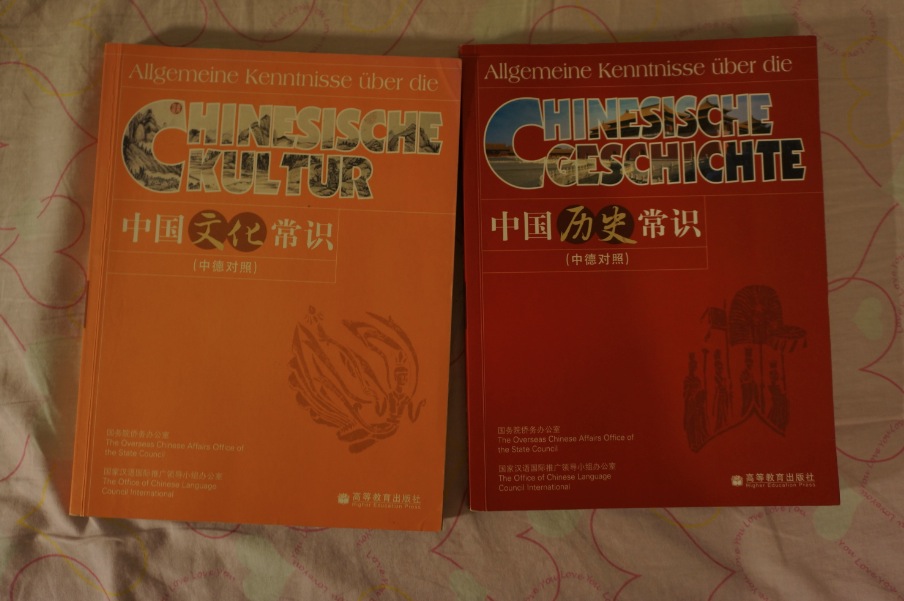 Allgemeine Kenntnisse über die
CHINESISCHE
KULTUR
中国文化常识
(中德对照)
国务院侨务办公室
The Overseas Chinese Affairs Office of
the State Council
国家汉语国际推广领导小组办公室
The Office of Chinese Language
Council International
高等教育出版社
Higher Education Press
Allgemeine Kenntnisse über die
CHINESISCHE
GESCHICHTE
中国历史常识
(中德对照)
国务院侨务办公室
The Overseas Chinese Affairs Office of
the State Council
国家汉语国际推广领导小组办公室
The Office of Chinese Language
Council International
高等教育出版社
Higher Education Press